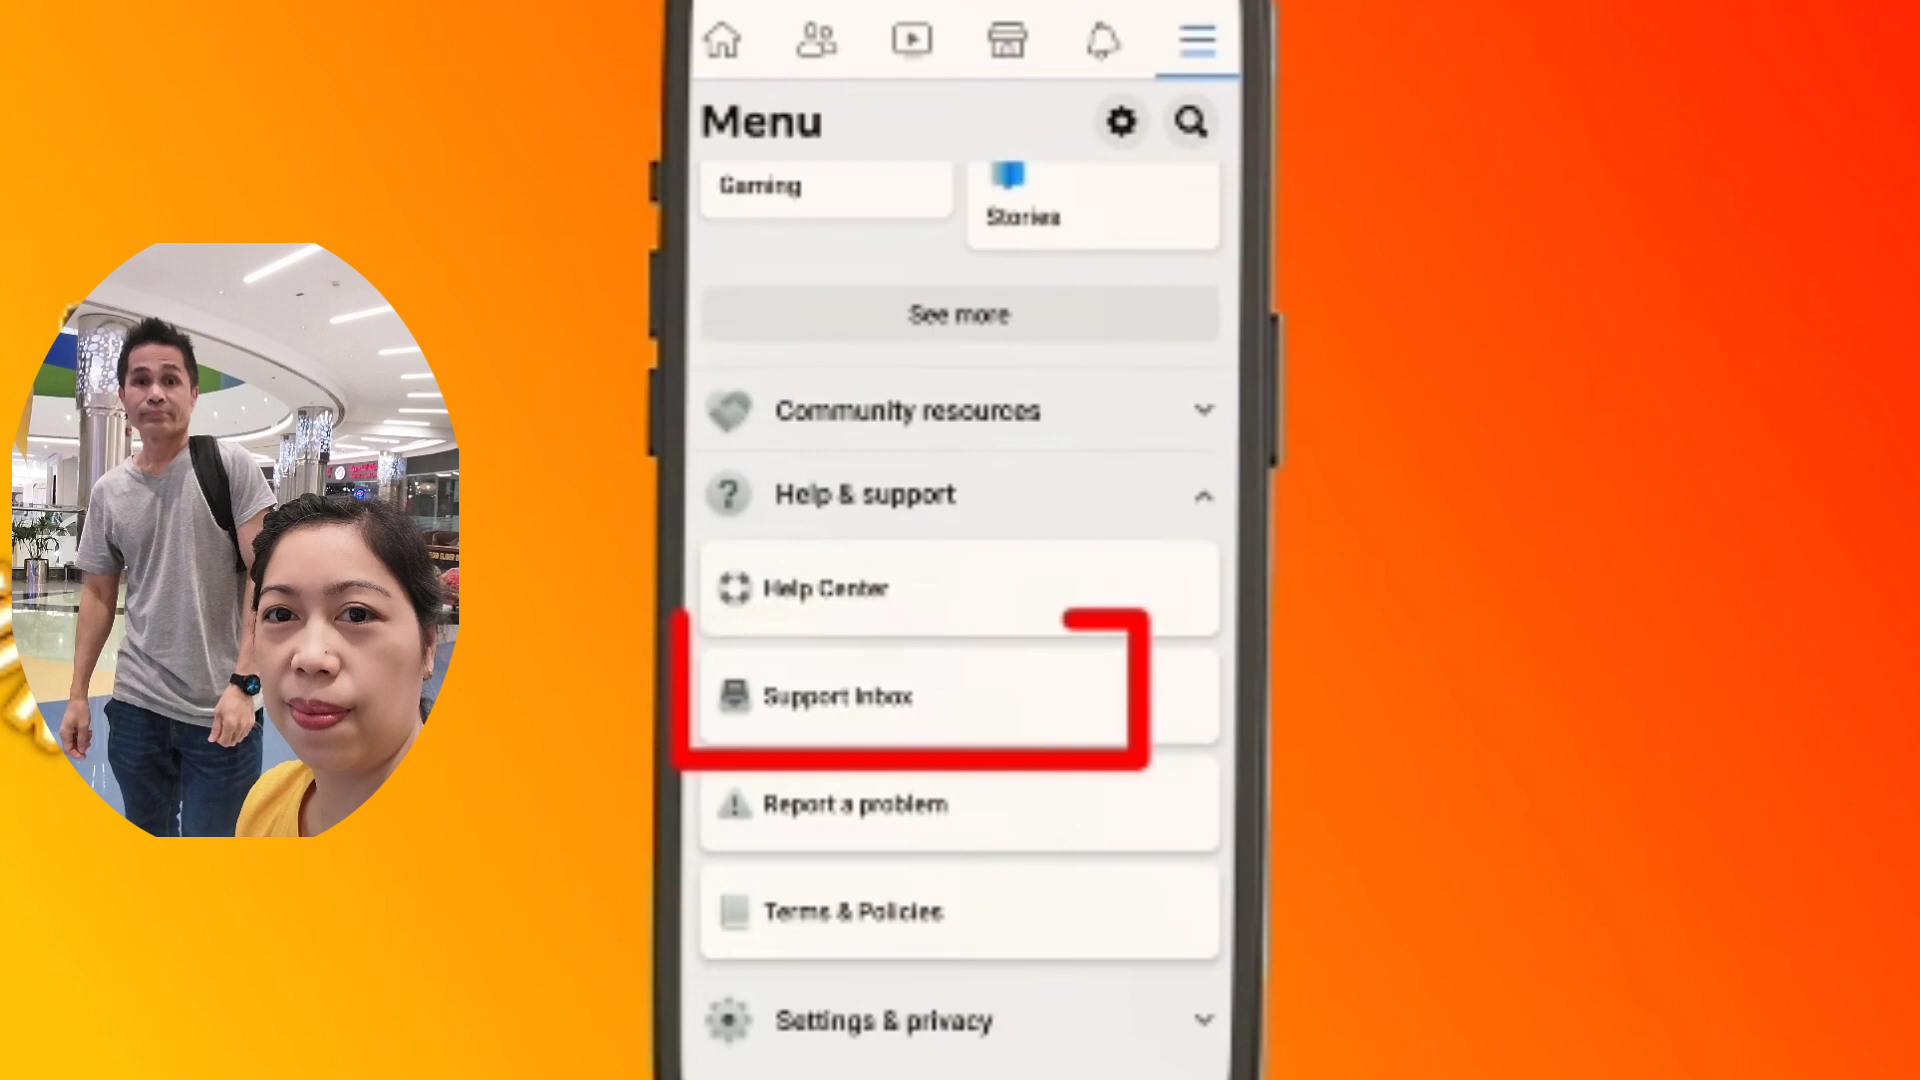 Menu
Gaming
Stories
See more
Community resources
Help & support
Help Center
Support Inbox
Report a problem
Terms & Policies
Settings & privacy